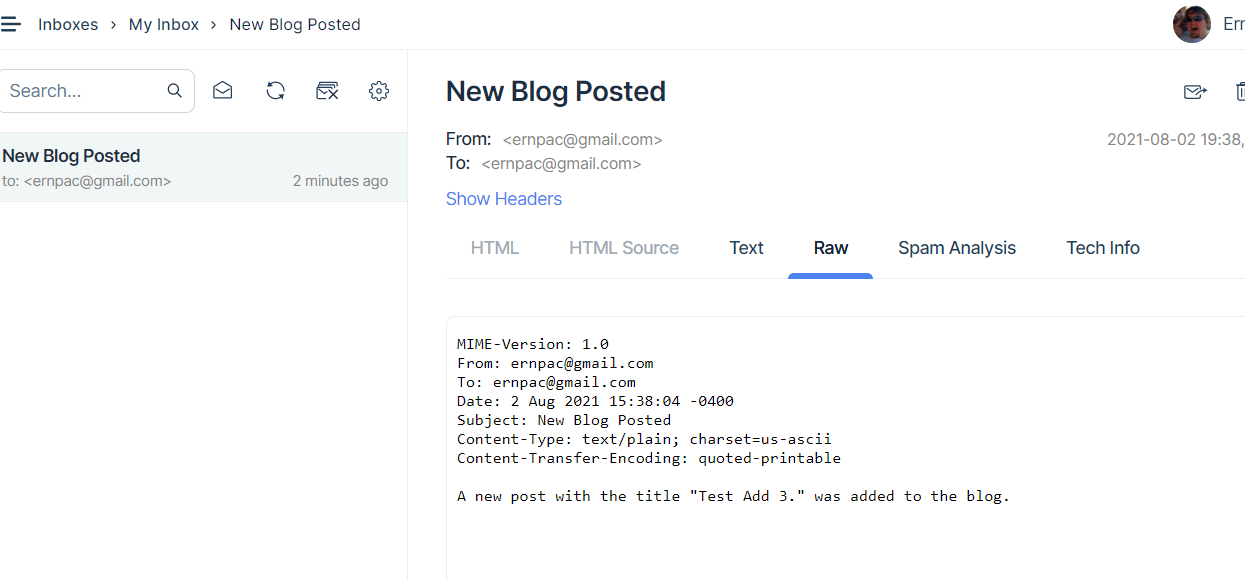 Inboxes › My Inbox › New Blog Posted
Ern
Search...
New Blog Posted
to: <ernpac@gmail.com>
2 minutes ago
New Blog Posted
From: <ernpac@gmail.com>
2021-08-02 19:38,
To: <ernpac@gmail.com>
Show Headers
HTML HTML Source Text Raw Spam Analysis Tech Info
MIME-Version: 1.0
From: ernpac@gmail.com
To: ernpac@gmail.com
Date: 2 Aug 2021 15:38:04 -0400
Subject: New Blog Posted
Content-Type: text/plain; charset=us-ascii
Content-Transfer-Encoding: quoted-printable
A new post with the title "Test Add 3." was added to the blog.